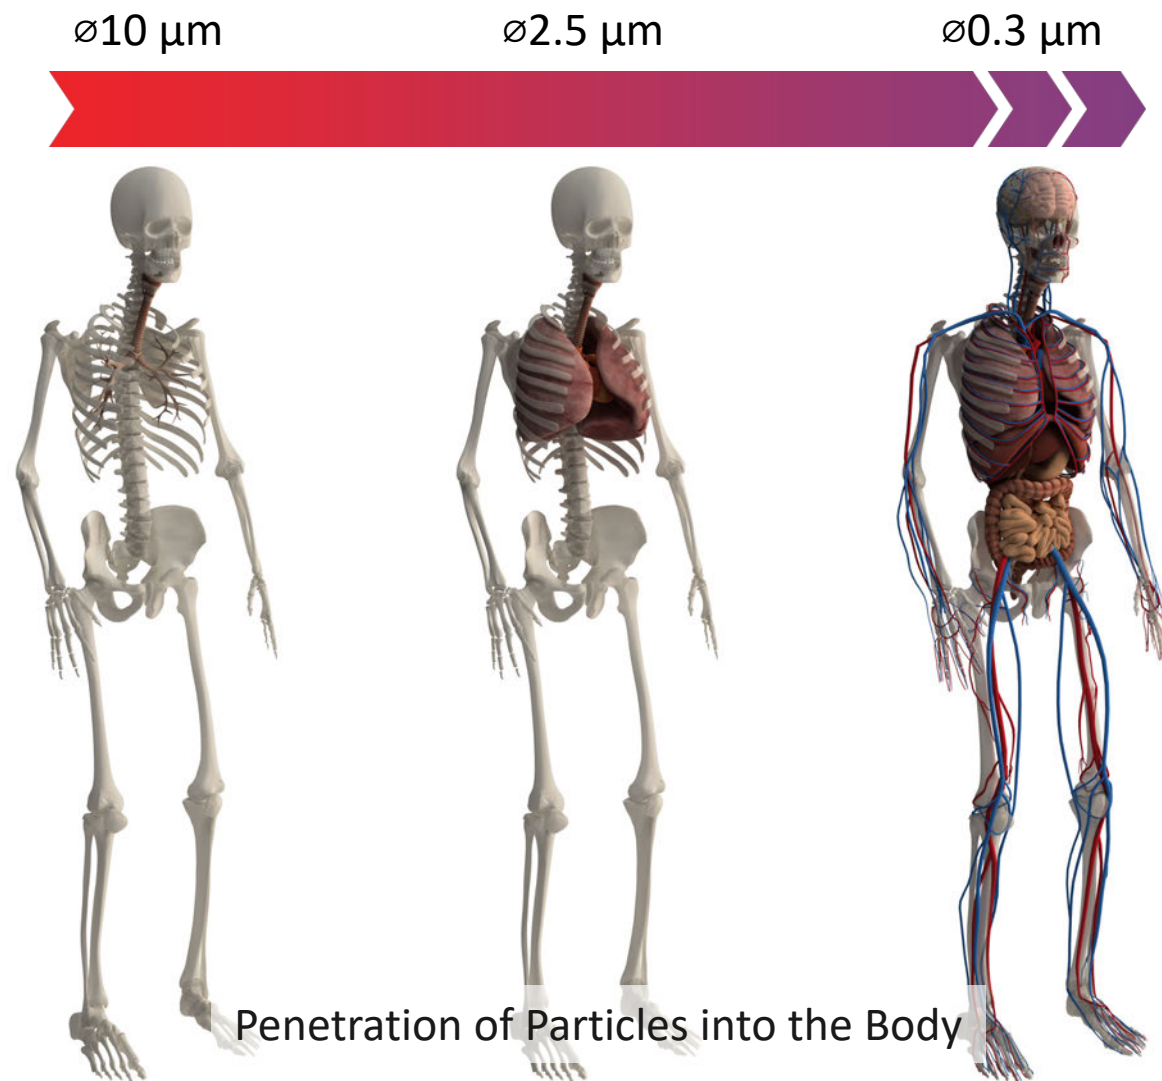 ⌀10 μm
⌀2.5 μm
⌀0.3 μm
Penetration of Particles into the Body